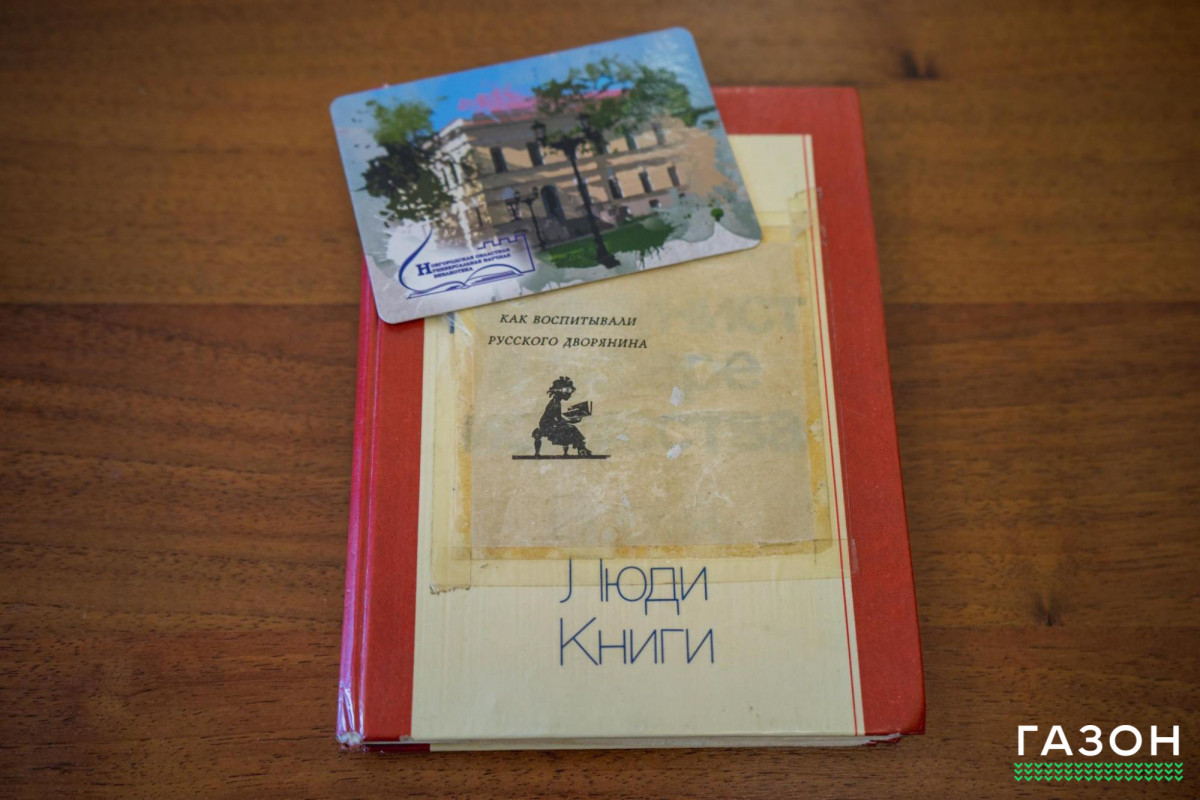 НОВГОРОДСКАЯ ОБЛАСТНАЯ
УНИВЕРСАЛЬНАЯ НАУЧНАЯ
БИБЛИОТЕКА
КАК ВОСПИТЫВАЛИ
РУССКОГО ДВОРЯНИНА
Люди
Книги
ГАЗОН